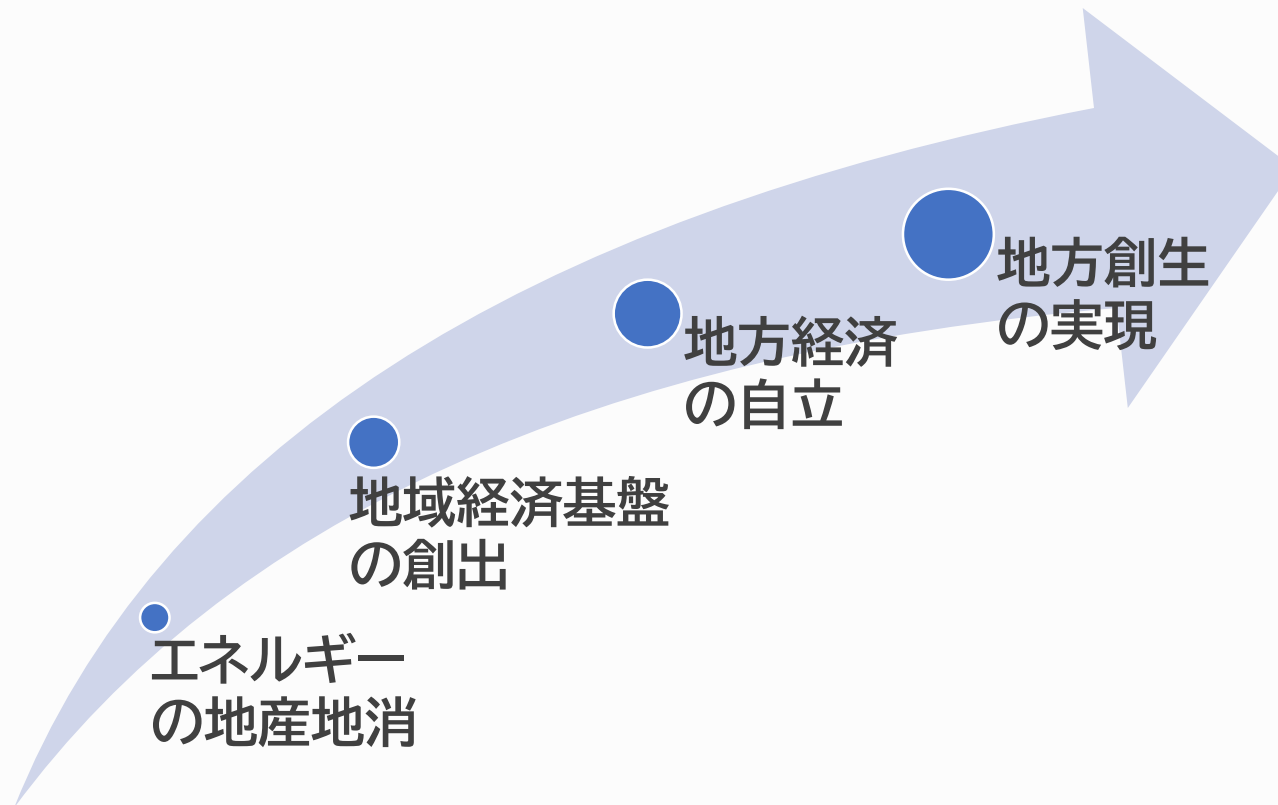 エネルギー
の地産地消
地域経済基盤
の創出
地方経済
の自立
地方創生
の実現